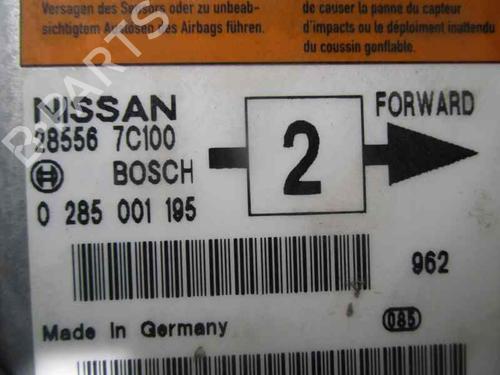 Versagen des Sensors oder zu unbeab-
sichtigtem Auslösen des Airbags führen.
de causer la panne du capteur
d'impacts ou le déploiement inattendu
du coussin gonflable.
NISSAN
28556 7C100
BOSCH
0 285 001 195
2
FORWARD
962
Made In Germany
085
B-PARTS